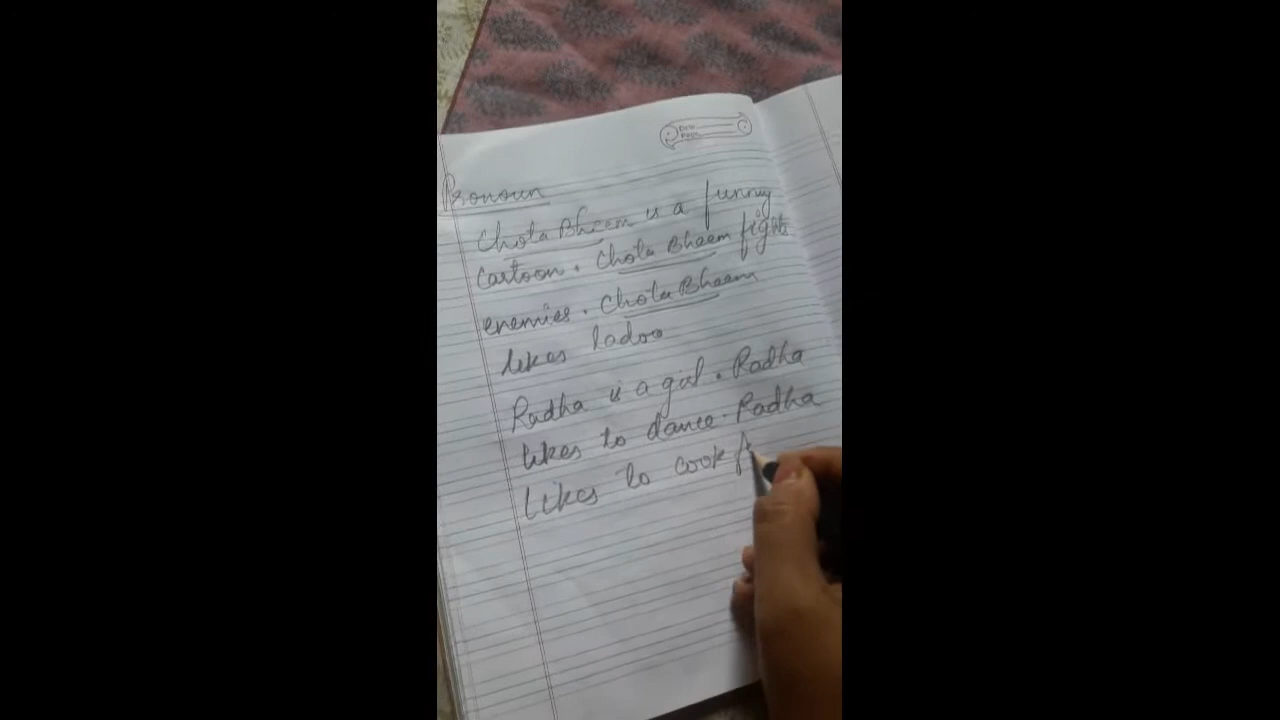 Pronoun
Chota Bheem is a funny
cartoon. Chota Bheem fights
enemies. Chota Bheem
likes ladoo
Radha is a girl. Radha
likes to dance. Radha
likes to cook f